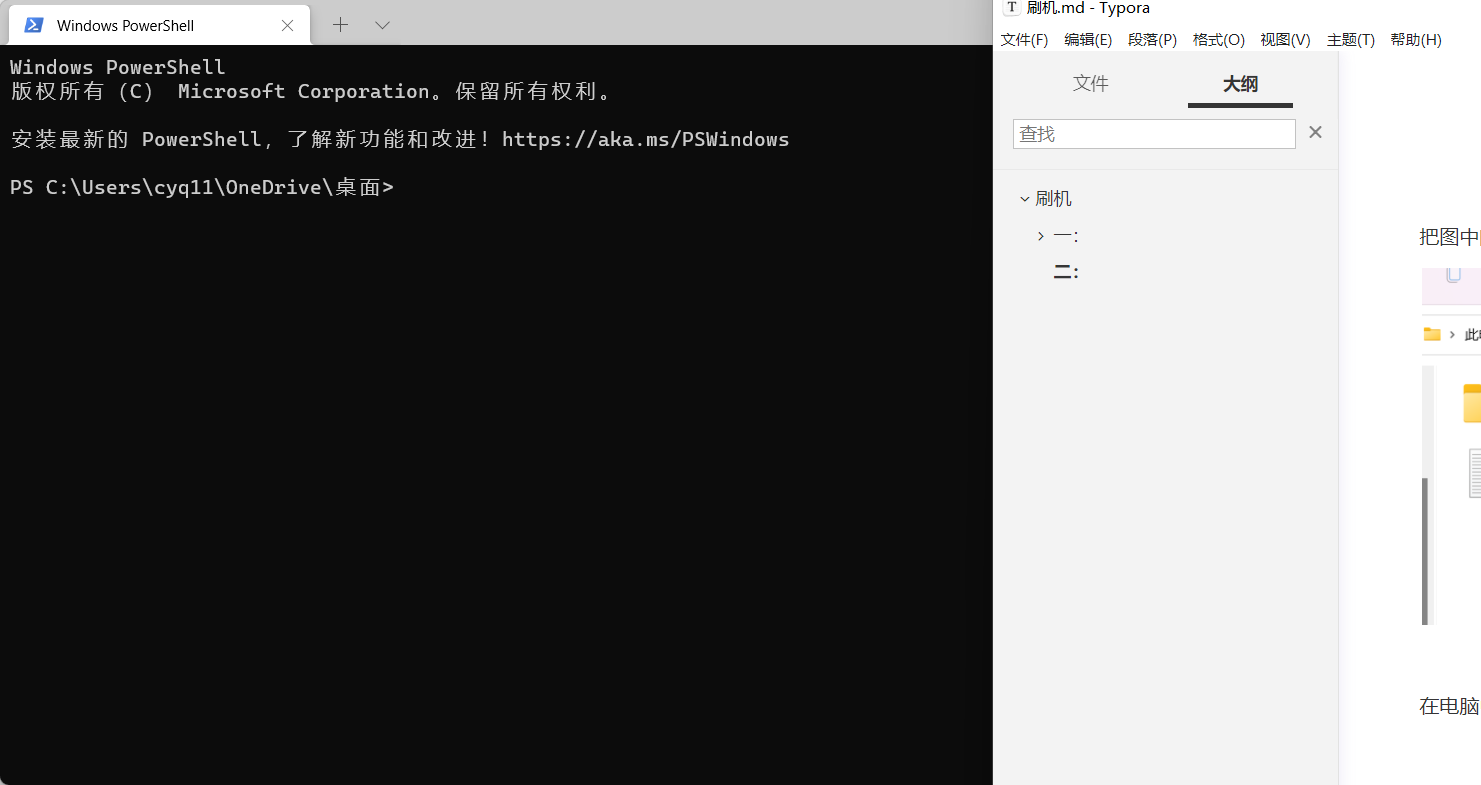 Windows PowerShell
Windows PowerShell
版权所有 (C) Microsoft Corporation。保留所有权利。
安装最新的 PowerShell，了解新功能和改进！https://aka.ms/PSWindows
PS C:\Users\cyq11\OneDrive\桌面>
刷机.md - Typora
文件(F) 编辑(E) 段落(P) 格式(O) 视图(V) 主题(T) 帮助(H)
文件 大纲
查找
刷机
一：
二：
把图中
此
在电脑